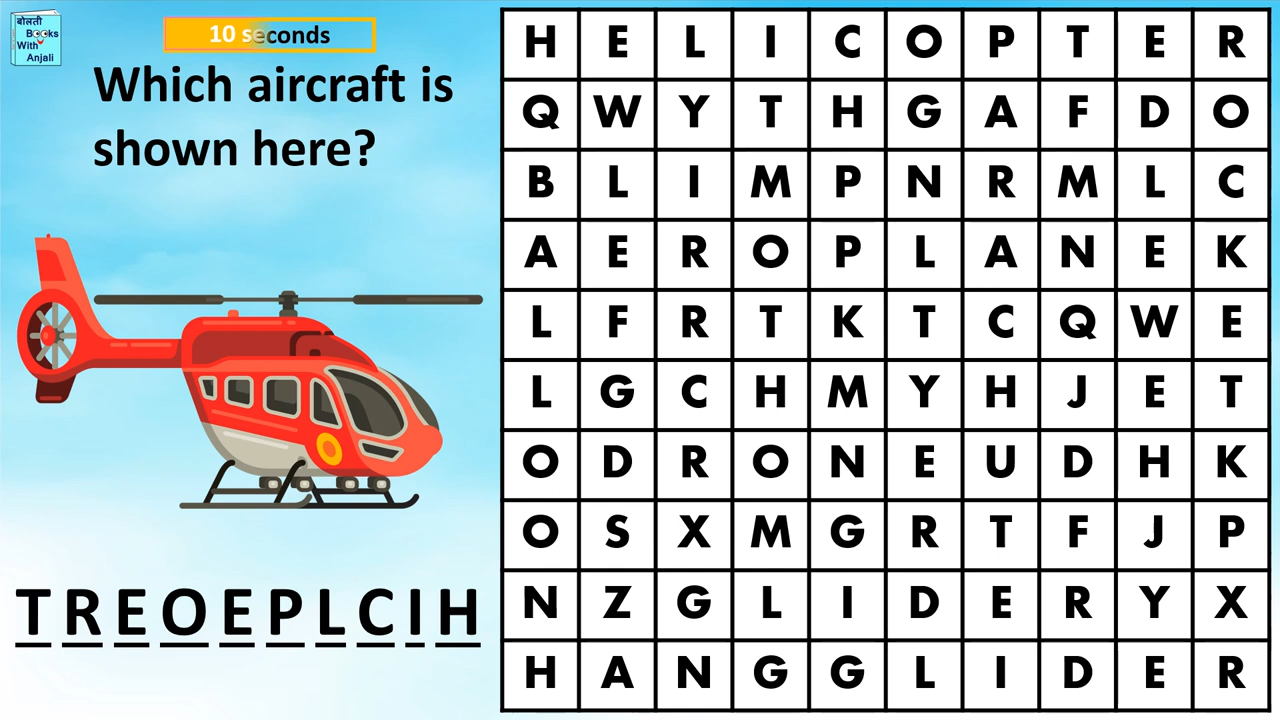 बोलती
Books
With
Anjali
10 seconds
Which aircraft is
shown here?
TREOEPLCIH
H E L I C O P T E R
Q W Y T H G A F D O
B L I M P N R M L C
A E R O P L A N E K
L F R T K T C Q W E
L G C H M Y H J E T
O D R O N E U D H K
O S X M G R T F J P
N Z G L I D E R Y X
H A N G G L I D E R